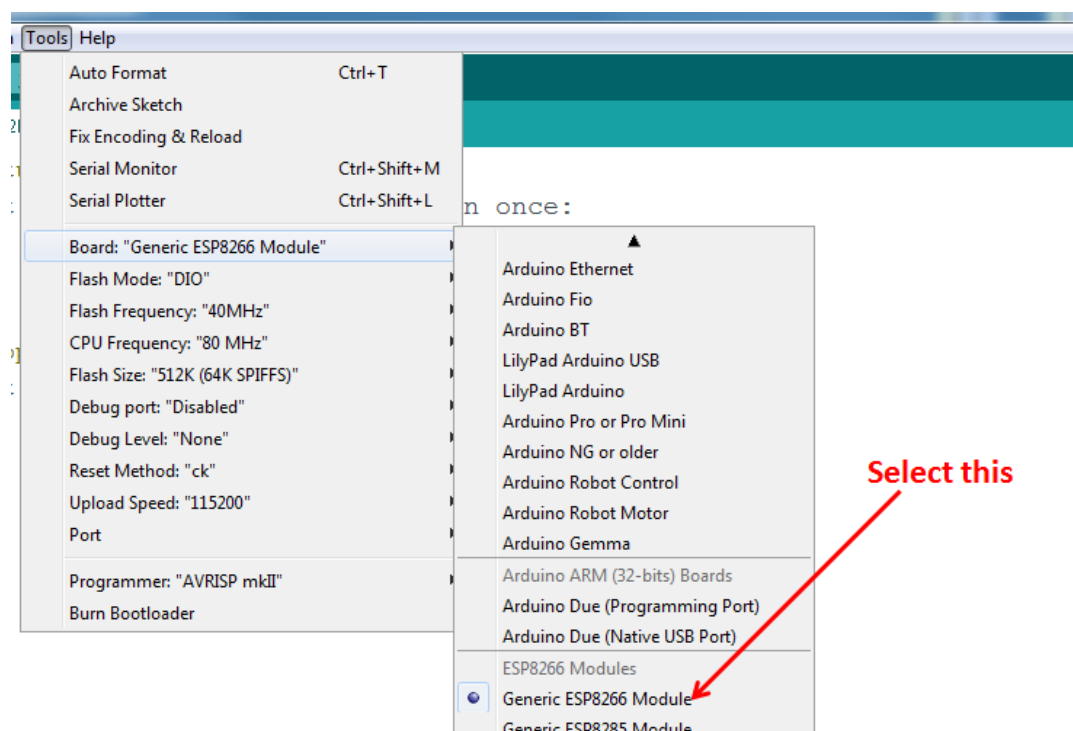 Tools Help
Auto Format Ctrl+T
Archive Sketch
Fix Encoding & Reload
Serial Monitor Ctrl+Shift+M
Serial Plotter Ctrl+Shift+L
n once:
Board: "Generic ESP8266 Module"
Flash Mode: "DIO"
Flash Frequency: "40MHz"
CPU Frequency: "80 MHz"
Flash Size: "512K (64K SPIFFS)"
Debug port: "Disabled"
Debug Level: "None"
Reset Method: "ck"
Upload Speed: "115200"
Port
Programmer: "AVRISP mkII"
Burn Bootloader
Arduino Ethernet
Arduino Fio
Arduino BT
LilyPad Arduino USB
LilyPad Arduino
Arduino Pro or Pro Mini
Arduino NG or older
Arduino Robot Control
Arduino Robot Motor
Arduino Gemma
Arduino ARM (32-bits) Boards
Arduino Due (Programming Port)
Arduino Due (Native USB Port)
ESP8266 Modules
Generic ESP8266 Module
Generic ESP8285 Module
Select this